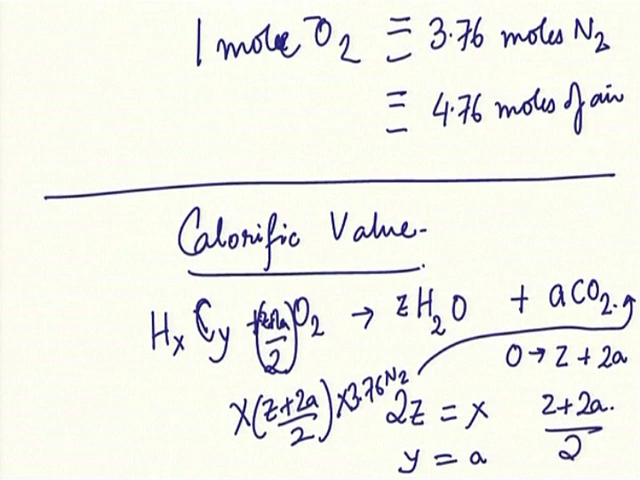 1 mole O2 ≡ 3.76 moles N2
≡ 4.76 moles of air
Calorific Value-
HxCy +(z+2a/2)O2 → zH2O + aCO2.
O → z + 2a
x(z+2a/2)x3.76N2
2z = x
z+2a./2
y = a